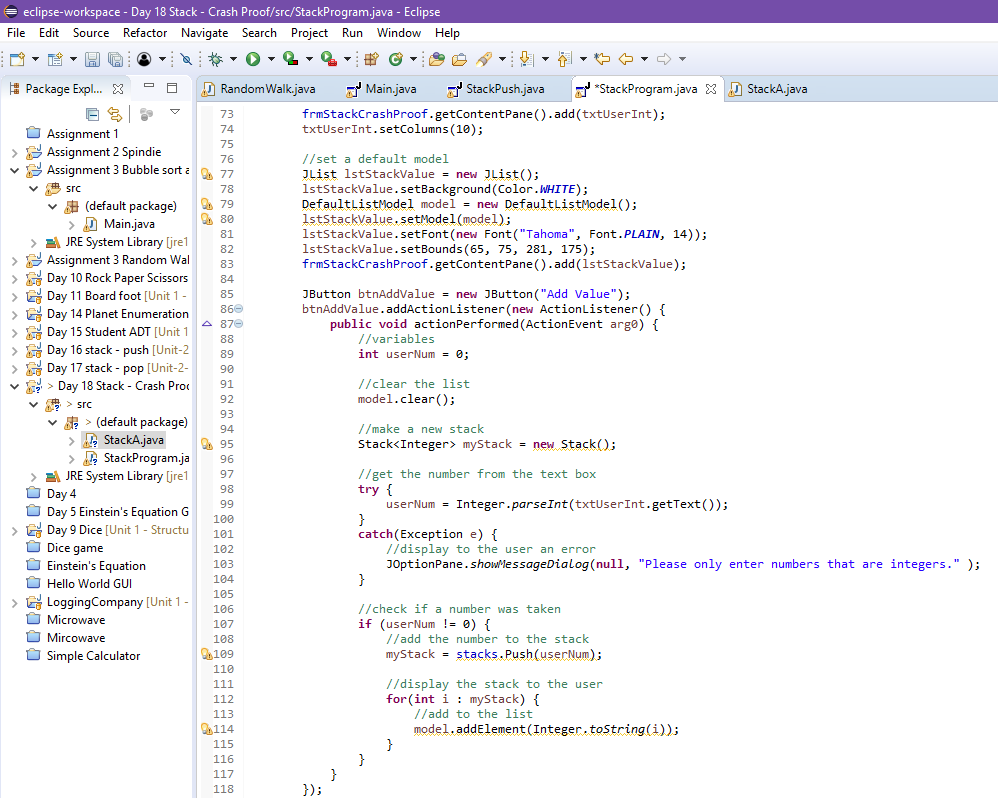 eclipse-workspace - Day 18 Stack - Crash Proof/src/StackProgram.java - Eclipse
File Edit Source Refactor Navigate Search Project Run Window Help
Package Expl...
RandomWalk.java Main.java StackPush.java *StackProgram.java StackA.java
Assignment 1
Assignment 2 Spindie
Assignment 3 Bubble sort a
src
(default package)
Main.java
JRE System Library [jre1
Assignment 3 Random Wal
Day 10 Rock Paper Scissors
Day 11 Board foot [Unit 1 -
Day 14 Planet Enumeration
Day 15 Student ADT [Unit 1
Day 16 stack - push [Unit-2
Day 17 stack - pop [Unit-2-
> Day 18 Stack - Crash Proc
> src
> (default package)
StackA.java
StackProgram.ja
JRE System Library [jre1
Day 4
Day 5 Einstein's Equation G
Day 9 Dice [Unit 1 - Structu
Dice game
Einstein's Equation
Hello World GUI
LoggingCompany [Unit 1 -
Microwave
Mircowave
Simple Calculator
73 frmStackCrashProof.getContentPane().add(txtUserInt);
74 txtUserInt.setColumns(10);
75
76 //set a default model
77 JList lstStackValue = new JList();
78 lstStackValue.setBackground(Color.WHITE);
79 DefaultListModel model = new DefaultListModel();
80 lstStackValue.setModel(model);
81 lstStackValue.setFont(new Font("Tahoma", Font.PLAIN, 14));
82 lstStackValue.setBounds(65, 75, 281, 175);
83 frmStackCrashProof.getContentPane().add(lstStackValue);
84
85 JButton btnAddValue = new JButton("Add Value");
86 btnAddValue.addActionListener(new ActionListener() {
87 public void actionPerformed(ActionEvent arg0) {
88 //variables
89 int userNum = 0;
90
91 //clear the list
92 model.clear();
93
94 //make a new stack
95 Stack<Integer> myStack = new Stack();
96
97 //get the number from the text box
98 try {
99 userNum = Integer.parseInt(txtUserInt.getText());
100 }
101 catch(Exception e) {
102 //display to the user an error
103 JOptionPane.showMessageDialog(null, "Please only enter numbers that are integers." );
104 }
105
106 //check if a number was taken
107 if (userNum != 0) {
108 //add the number to the stack
109 myStack = stacks.Push(userNum);
110
111 //display the stack to the user
112 for(int i : myStack) {
113 //add to the list
114 model.addElement(Integer.toString(i));
115 }
116 }
117 }
118 });